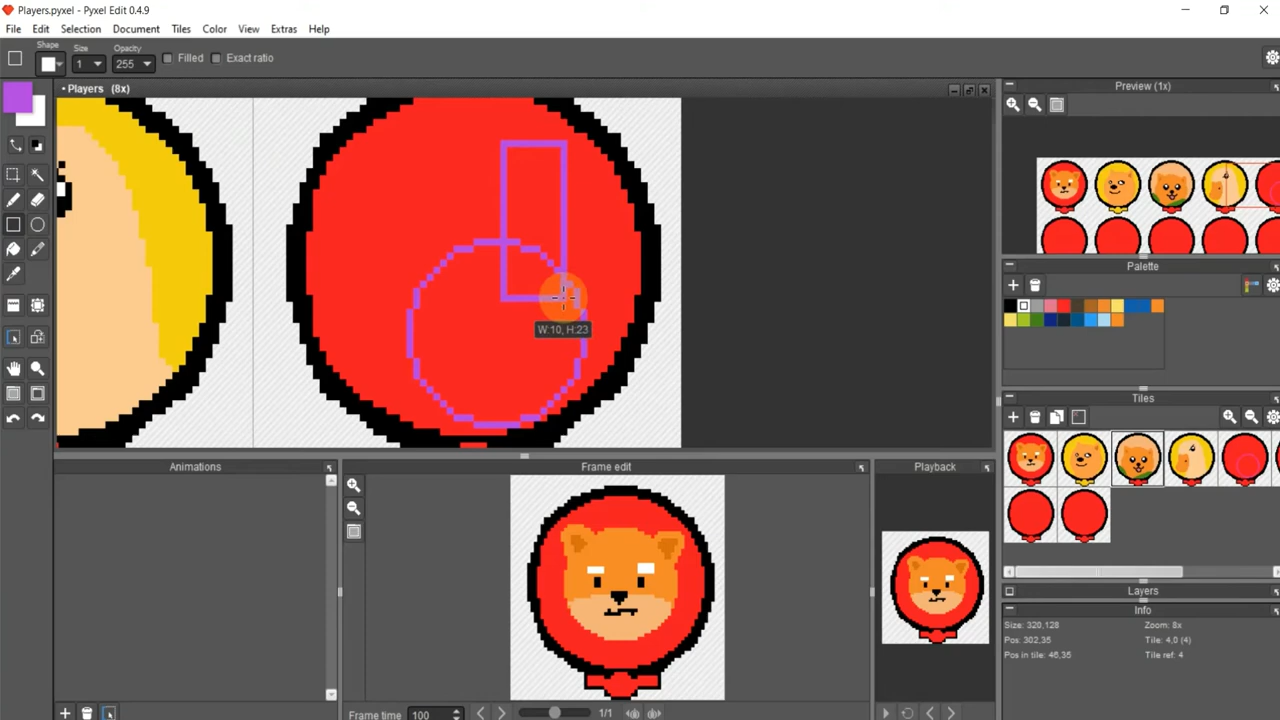 Players.pyxel - Pyxel Edit 0.4.9
File Edit Selection Document Tiles Color View Extras Help
Shape Size Opacity
1 255 Filled Exact ratio
• Players (8x)
Preview (1x)
W:10, H:23
Palette
Tiles
Animations
Frame edit
Playback
Layers
Info
Size: 320,128 Zoom: 8x
Pos: 302,35 Tile: 4,0 (4)
Pos in tile: 46,35 Tile ref: 4
Frame time 100 1/1